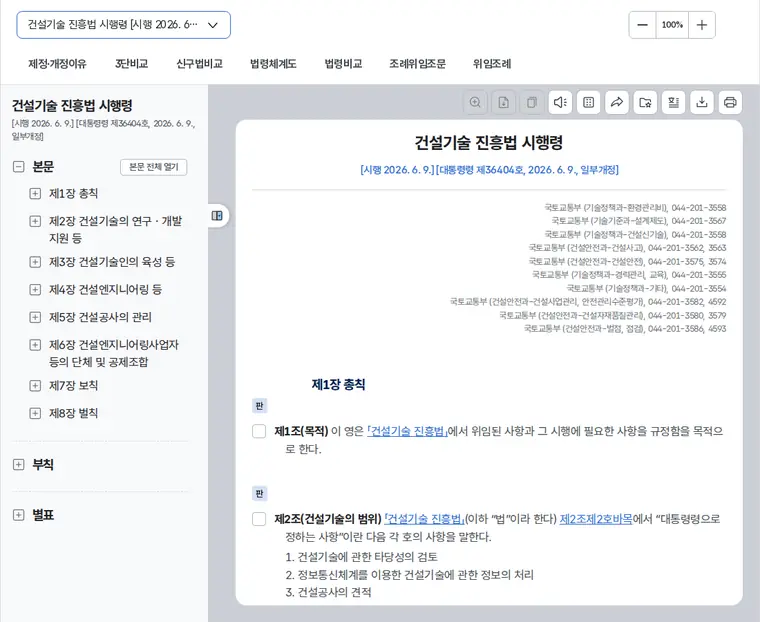 건설기술 진흥법 시행령 [시행 2026. 6···
100%
제정·개정이유 3단비교 신구법비교 법령체계도 법령비교 조례위임조문 위임조례
건설기술 진흥법 시행령
[시행 2026. 6. 9.] [대통령령 제36404호, 2026. 6. 9.,
일부개정]
본문
본문 전체 열기
제1장 총칙
제2장 건설기술의 연구ㆍ개발
지원 등
제3장 건설기술인의 육성 등
제4장 건설엔지니어링 등
제5장 건설공사의 관리
제6장 건설엔지니어링사업자
등의 단체 및 공제조합
제7장 보칙
제8장 벌칙
부칙
별표
건설기술 진흥법 시행령
[시행 2026. 6. 9.] [대통령령 제36404호, 2026. 6. 9., 일부개정]
국토교통부 (기술정책과-환경관리비), 044-201-3558
국토교통부 (기술기준과-설계제도), 044-201-3567
국토교통부 (기술정책과-건설신기술), 044-201-3558
국토교통부 (건설안전과-건설사고), 044-201-3562, 3563
국토교통부 (건설안전과-건설안전), 044-201-3575, 3574
국토교통부 (기술정책과-경력관리, 교육), 044-201-3555
국토교통부 (기술정책과-기타), 044-201-3554
국토교통부 (건설안전과-건설사업관리, 안전관리수준평가), 044-201-3582, 4592
국토교통부 (건설안전과-건설자재품질관리), 044-201-3580, 3579
국토교통부 (건설안전과-벌점, 점검), 044-201-3586, 4593
제1장 총칙
판
제1조(목적) 이 영은 「건설기술 진흥법」에서 위임된 사항과 그 시행에 필요한 사항을 규정함을 목적으
로 한다.
판
제2조(건설기술의 범위) 「건설기술 진흥법」(이하 “법”이라 한다) 제2조제2호바목에서 “대통령령으로
정하는 사항”이란 다음 각 호의 사항을 말한다.
1. 건설기술에 관한 타당성의 검토
2. 정보통신체계를 이용한 건설기술에 관한 정보의 처리
3. 건설공사의 견적